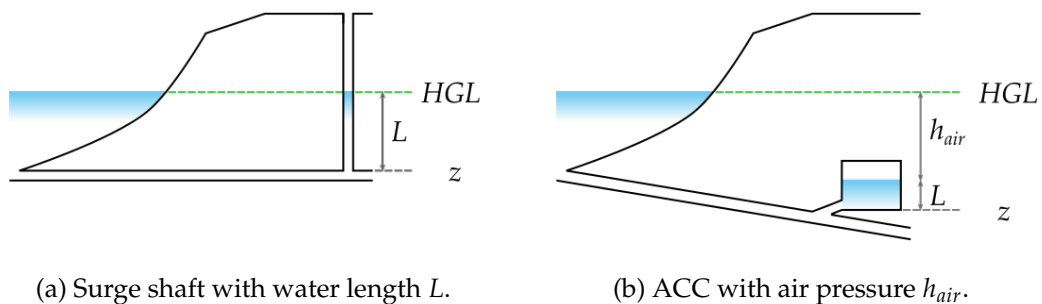 HGL
L
z
HGL
h_air
L
z
(a) Surge shaft with water length L.
(b) ACC with air pressure h_air.